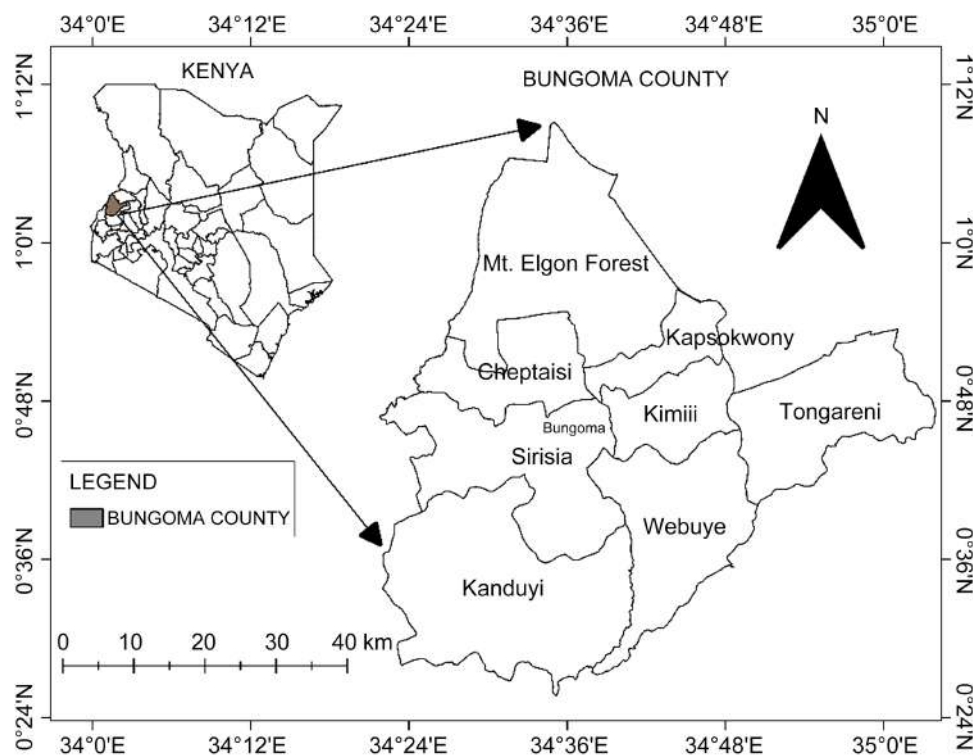 34°0'E 34°12'E 34°24'E 34°36'E 34°48'E 35°0'E
KENYA
BUNGOMA COUNTY
N
1°12'N
1°0'N
0°48'N
0°36'N
0°24'N
1°12'N
1°0'N
0°48'N
0°36'N
0°24'N
Mt. Elgon Forest
Kapsokwony
Cheptaisi
Kimiii
Tongareni
Bungoma
Sirisia
Webuye
Kanduyi
LEGEND
BUNGOMA COUNTY
0 10 20 30 40 km
34°0'E 34°12'E 34°24'E 34°36'E 34°48'E 35°0'E